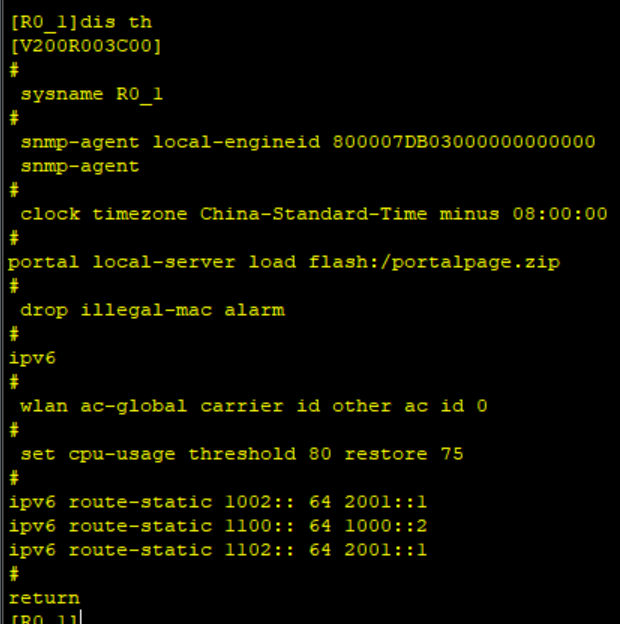 [R0_1]dis th
[V200R003C00]
#
sysname R0_1
#
snmp-agent local-engineid 800007DB03000000000000
snmp-agent
#
clock timezone China-Standard-Time minus 08:00:00
#
portal local-server load flash:/portalpage.zip
#
drop illegal-mac alarm
#
ipv6
#
wlan ac-global carrier id other ac id 0
#
set cpu-usage threshold 80 restore 75
#
ipv6 route-static 1002:: 64 2001::1
ipv6 route-static 1100:: 64 1000::2
ipv6 route-static 1102:: 64 2001::1
#
return
[R0_1]